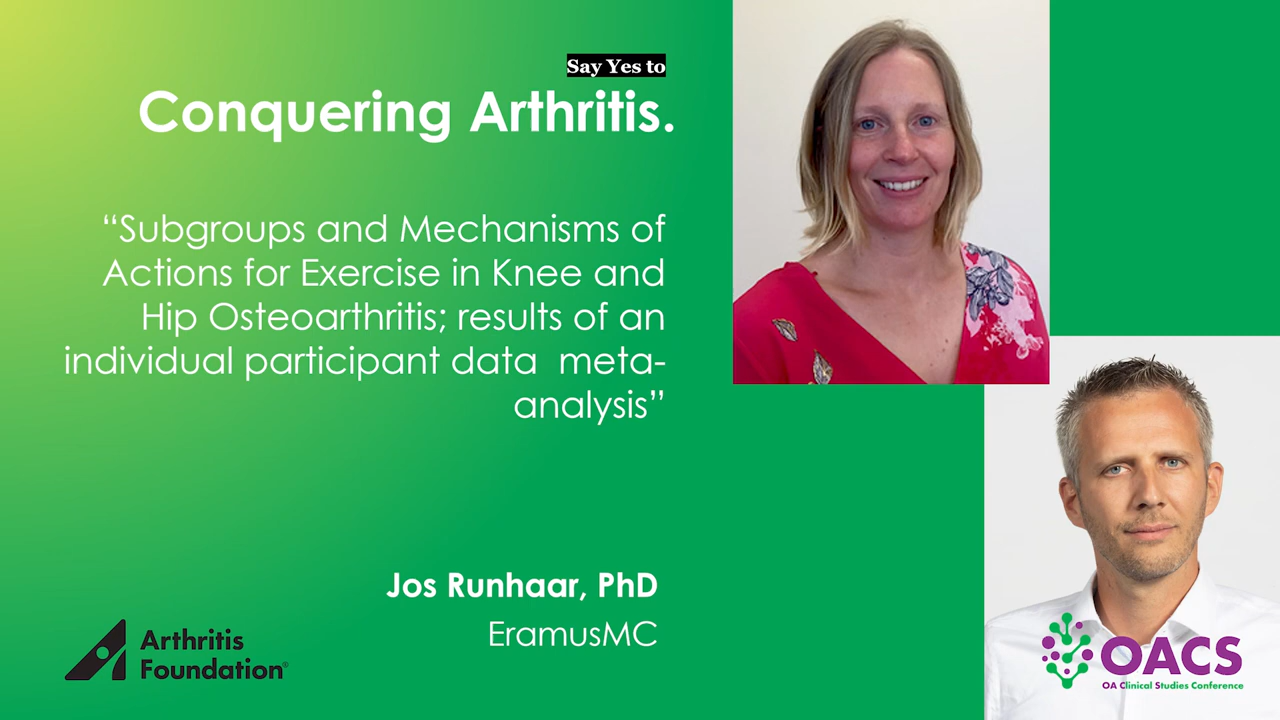 Say Yes to
Conquering Arthritis.
“Subgroups and Mechanisms of
Actions for Exercise in Knee and
Hip Osteoarthritis; results of an
individual participant data  meta-
analysis”
Jos Runhaar, PhD
EramusMC
Arthritis
Foundation®
OACS
OA Clinical Studies Conference